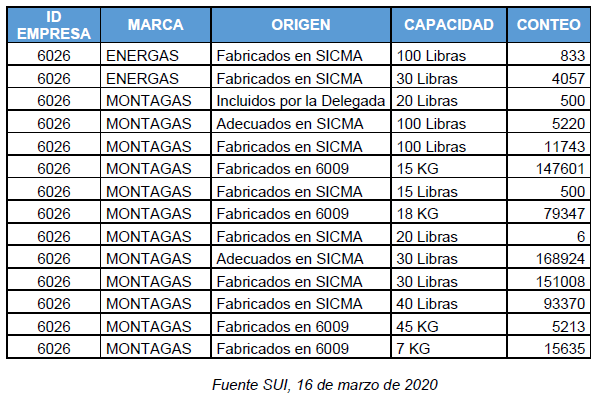 ID EMPRESA MARCA ORIGEN CAPACIDAD CONTEO
6026 ENERGAS Fabricados en SICMA 100 Libras 833
6026 ENERGAS Fabricados en SICMA 30 Libras 4057
6026 MONTAGAS Incluidos por la Delegada 20 Libras 500
6026 MONTAGAS Adecuados en SICMA 100 Libras 5220
6026 MONTAGAS Fabricados en SICMA 100 Libras 11743
6026 MONTAGAS Fabricados en 6009 15 KG 147601
6026 MONTAGAS Fabricados en SICMA 15 Libras 500
6026 MONTAGAS Fabricados en 6009 18 KG 79347
6026 MONTAGAS Fabricados en SICMA 20 Libras 6
6026 MONTAGAS Adecuados en SICMA 30 Libras 168924
6026 MONTAGAS Fabricados en SICMA 30 Libras 151008
6026 MONTAGAS Fabricados en SICMA 40 Libras 93370
6026 MONTAGAS Fabricados en 6009 45 KG 5213
6026 MONTAGAS Fabricados en 6009 7 KG 15635
Fuente SUI, 16 de marzo de 2020